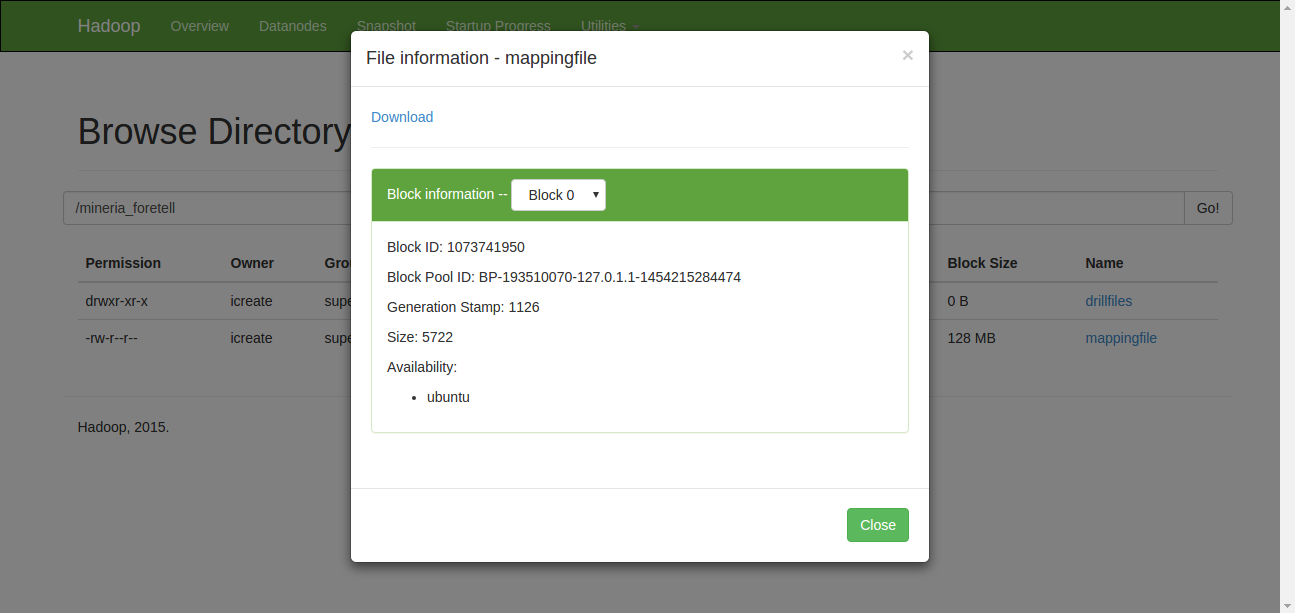 Hadoop Overview Datanodes Snapshot Startup Progress Utilities
File information - mappingfile ×
Download
Browse Directory
Block information -- Block 0
/mineria_foretell Go!
Block ID: 1073741950
Permission Owner Block Size Name
Block Pool ID: BP-193510070-127.0.1.1-1454215284474
drwxr-xr-x icreate 0 B drillfiles
Generation Stamp: 1126
-rw-r--r-- icreate 128 MB mappingfile
Size: 5722
Availability:
• ubuntu
Hadoop, 2015.
Close